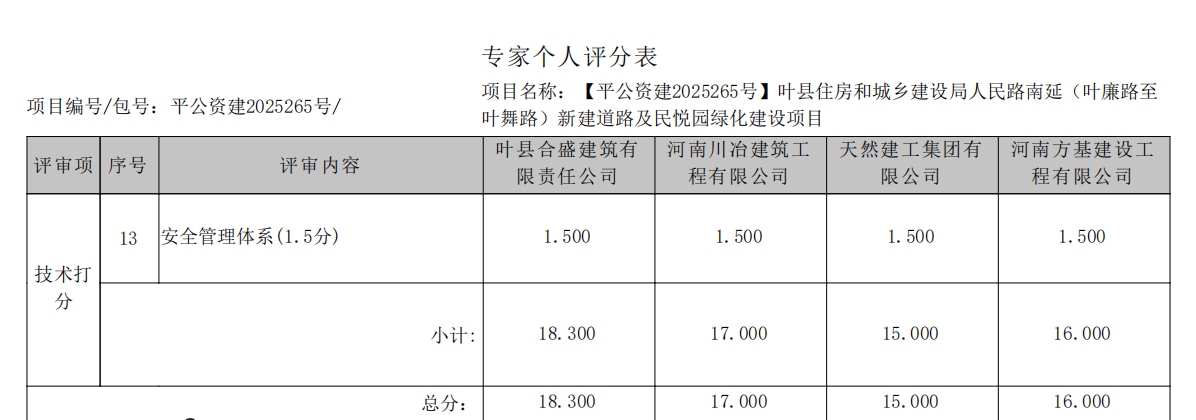 专家个人评分表
项目编号/包号：平公资建2025265号/
项目名称：【平公资建2025265号】叶县住房和城乡建设局人民路南延（叶廉路至
叶舞路）新建道路及民悦园绿化建设项目
评审项 序号 评审内容 叶县合盛建筑有限责任公司 河南川冶建筑工程有限公司 天然建工集团有限公司 河南方基建设工程有限公司
技术打分
13 安全管理体系(1.5分) 1.500 1.500 1.500 1.500
小计: 18.300 17.000 15.000 16.000
总分: 18.300 17.000 15.000 16.000